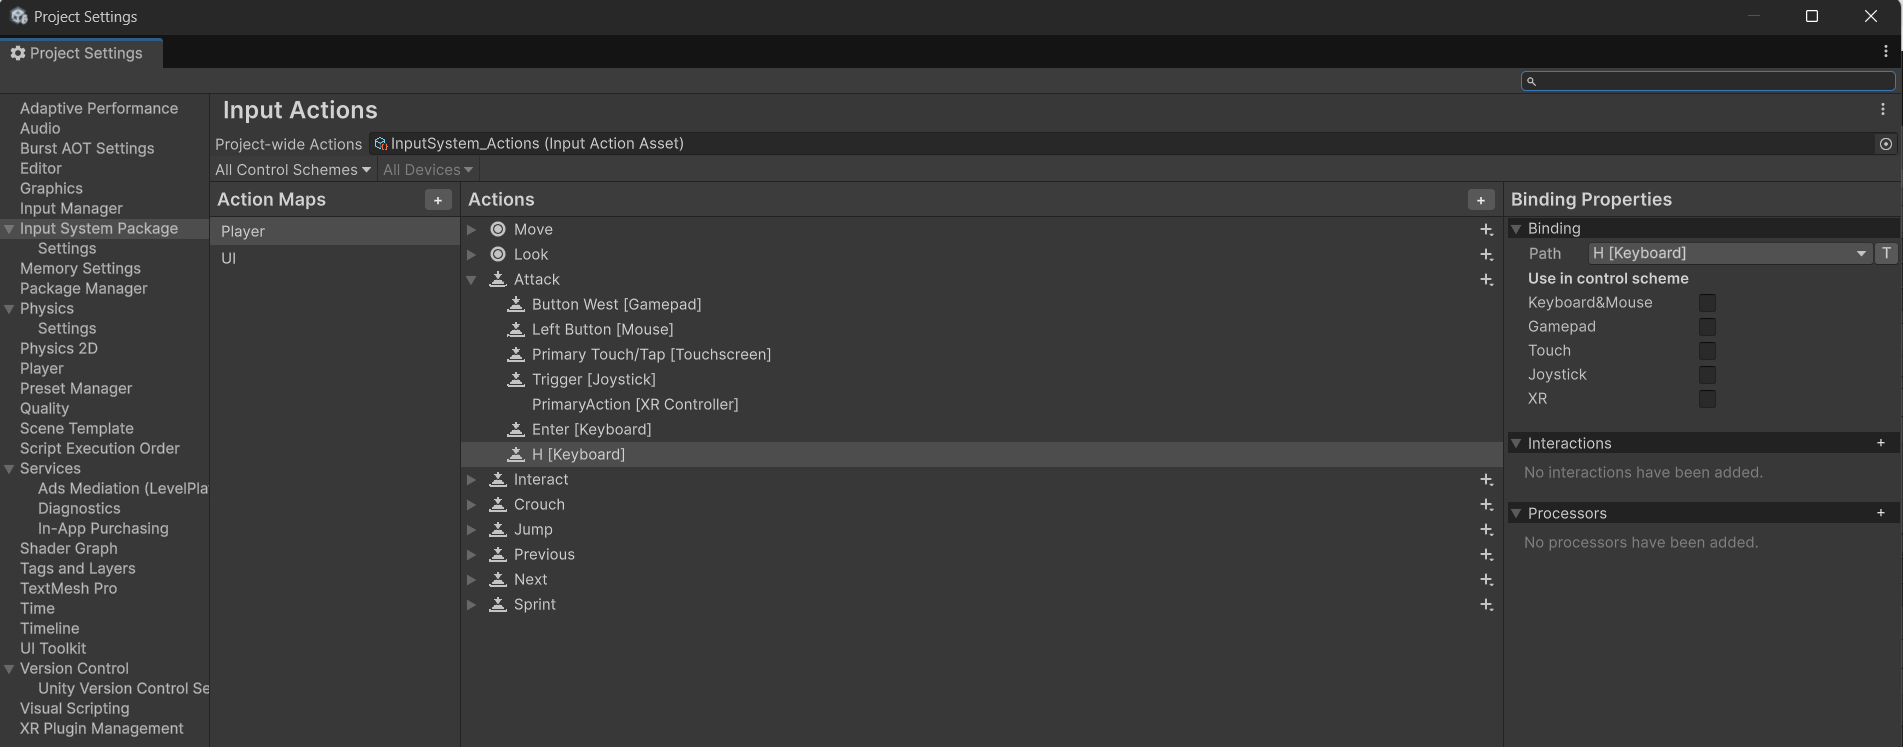 Project Settings
Project Settings
Adaptive Performance
Audio
Burst AOT Settings
Editor
Graphics
Input Manager
Input System Package
Settings
Memory Settings
Package Manager
Physics
Settings
Physics 2D
Player
Preset Manager
Quality
Scene Template
Script Execution Order
Services
Ads Mediation (LevelPla
Diagnostics
In-App Purchasing
Shader Graph
Tags and Layers
TextMesh Pro
Time
Timeline
UI Toolkit
Version Control
Unity Version Control Se
Visual Scripting
XR Plugin Management
Input Actions
Project-wide Actions InputSystem_Actions (Input Action Asset)
All Control Schemes All Devices
Action Maps +
Player
UI
Actions +
Move
Look
Attack
Button West [Gamepad]
Left Button [Mouse]
Primary Touch/Tap [Touchscreen]
Trigger [Joystick]
PrimaryAction [XR Controller]
Enter [Keyboard]
H [Keyboard]
Interact
Crouch
Jump
Previous
Next
Sprint
Binding Properties
Binding
Path H [Keyboard] T
Use in control scheme
Keyboard&Mouse
Gamepad
Touch
Joystick
XR
Interactions +
No interactions have been added.
Processors +
No processors have been added.